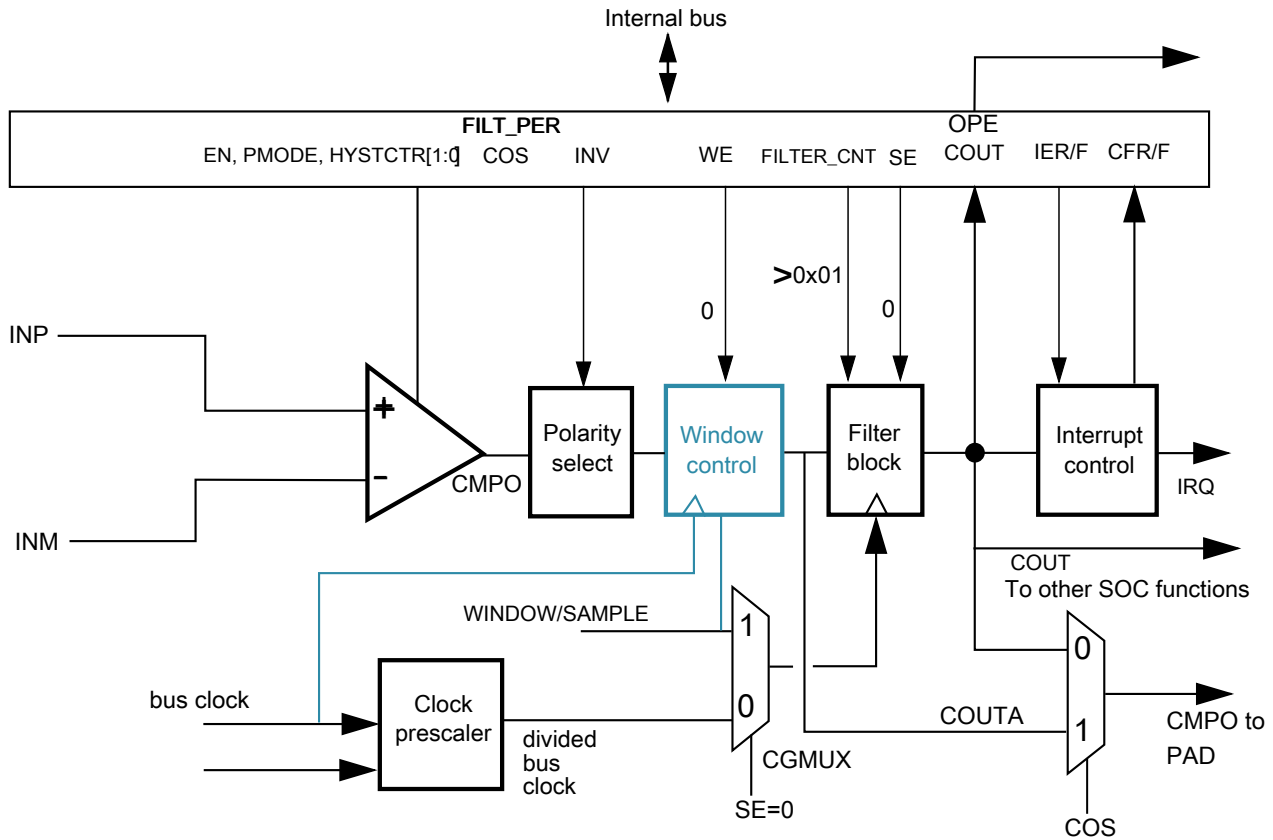 Internal bus
FILT_PER
OPE
EN, PMODE, HYSTCTR[1:0] COS INV WE FILTER_CNT SE COUT IER/F CFR/F
>0x01
0
0
INP
+
Polarity
select
Window
control
Filter
block
Interrupt
control
-
CMPO
IRQ
INM
COUT
To other SOC functions
WINDOW/SAMPLE
1
0
bus clock
Clock
prescaler
0
COUTA
1
CMPO to
PAD
divided
bus
clock
CGMUX
SE=0
COS